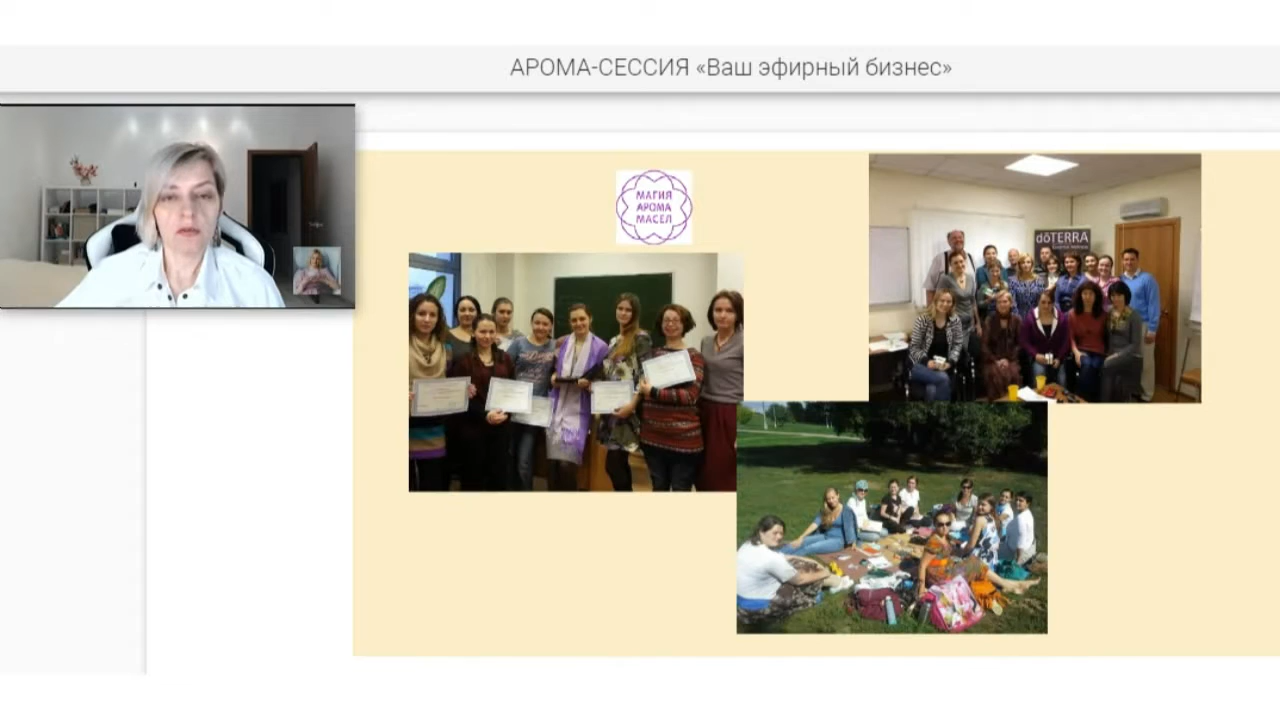 АРОМА-СЕССИЯ «Ваш эфирный бизнес»
МАГИЯ
АРОМА
МАСЕЛ
dōTERRA